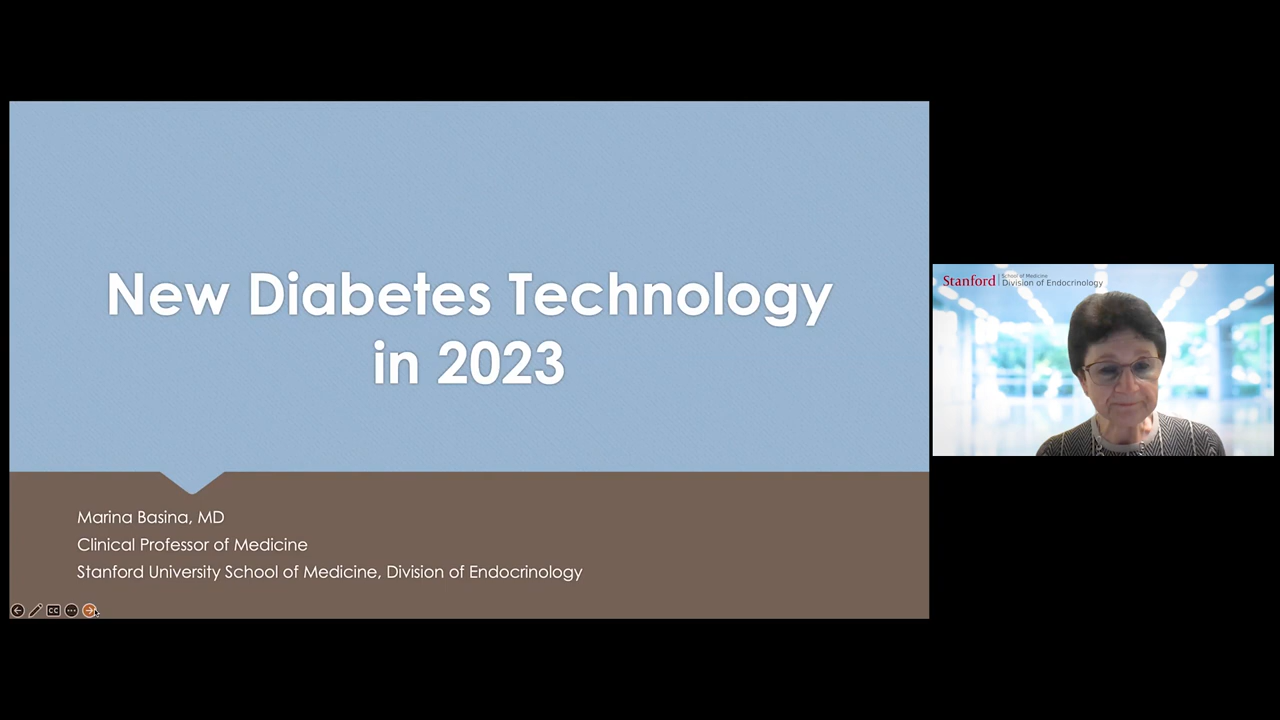 New Diabetes Technology
in 2023
Marina Basina, MD
Clinical Professor of Medicine
Stanford University School of Medicine, Division of Endocrinology
CC
Stanford
School of Medicine
Division of Endocrinology